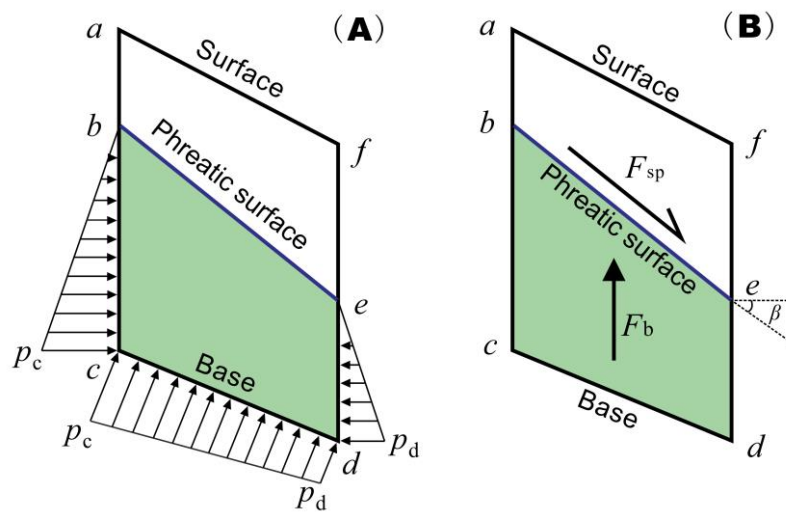 (A)
a
Surface
b
Phreatic surface
f
e
p_c
c
Base
p_c
p_d
d
p_d
(B)
a
Surface
b
F_sp
f
Phreatic surface
e
β
F_b
c
Base
d